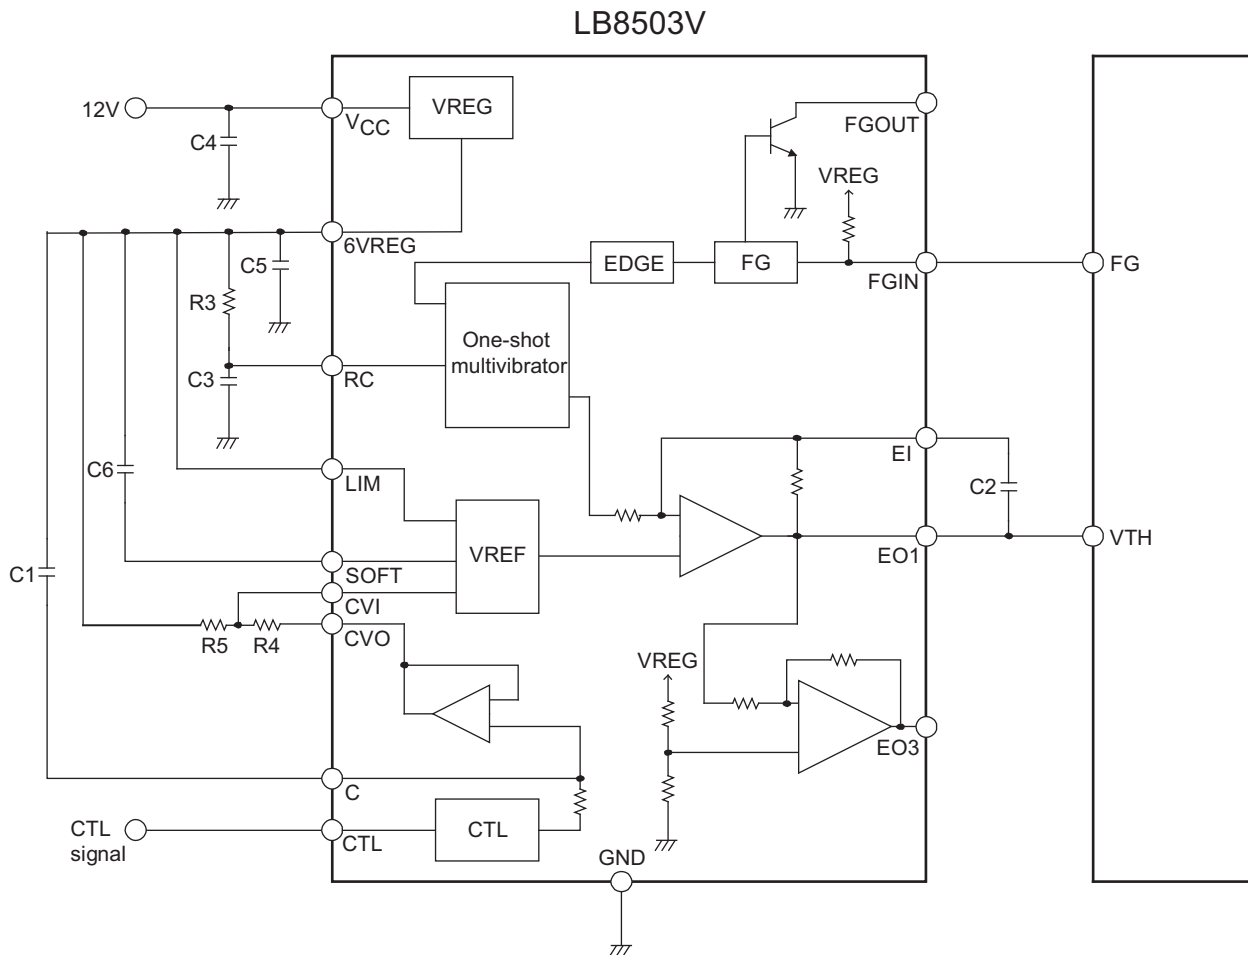 LB8503V
12V
VCC
VREG
FGOUT
C4
VREG
6VREG
C5
EDGE
FG
FGIN
FG
R3
One-shot
multivibrator
C3
RC
EI
C6
LIM
C2
VREF
EO1
VTH
C1
SOFT
CVI
R5
R4
CVO
VREG
EO3
C
CTL
signal
CTL
CTL
GND